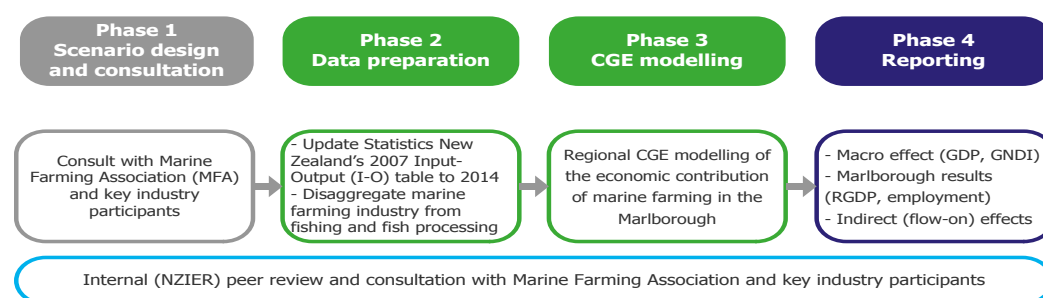 Phase 1
Scenario design
and consultation
Phase 2
Data preparation
Phase 3
CGE modelling
Phase 4
Reporting
Consult with Marine
Farming Association (MFA)
and key industry
participants
- Update Statistics New
Zealand's 2007 Input-
Output (I-O) table to 2014
- Disaggregate marine
farming industry from
fishing and fish processing
Regional CGE modelling of
the economic contribution
of marine farming in the
Marlborough
- Macro effect (GDP, GNDI)
- Marlborough results
(RGDP, employment)
- Indirect (flow-on) effects
Internal (NZIER) peer review and consultation with Marine Farming Association and key industry participants